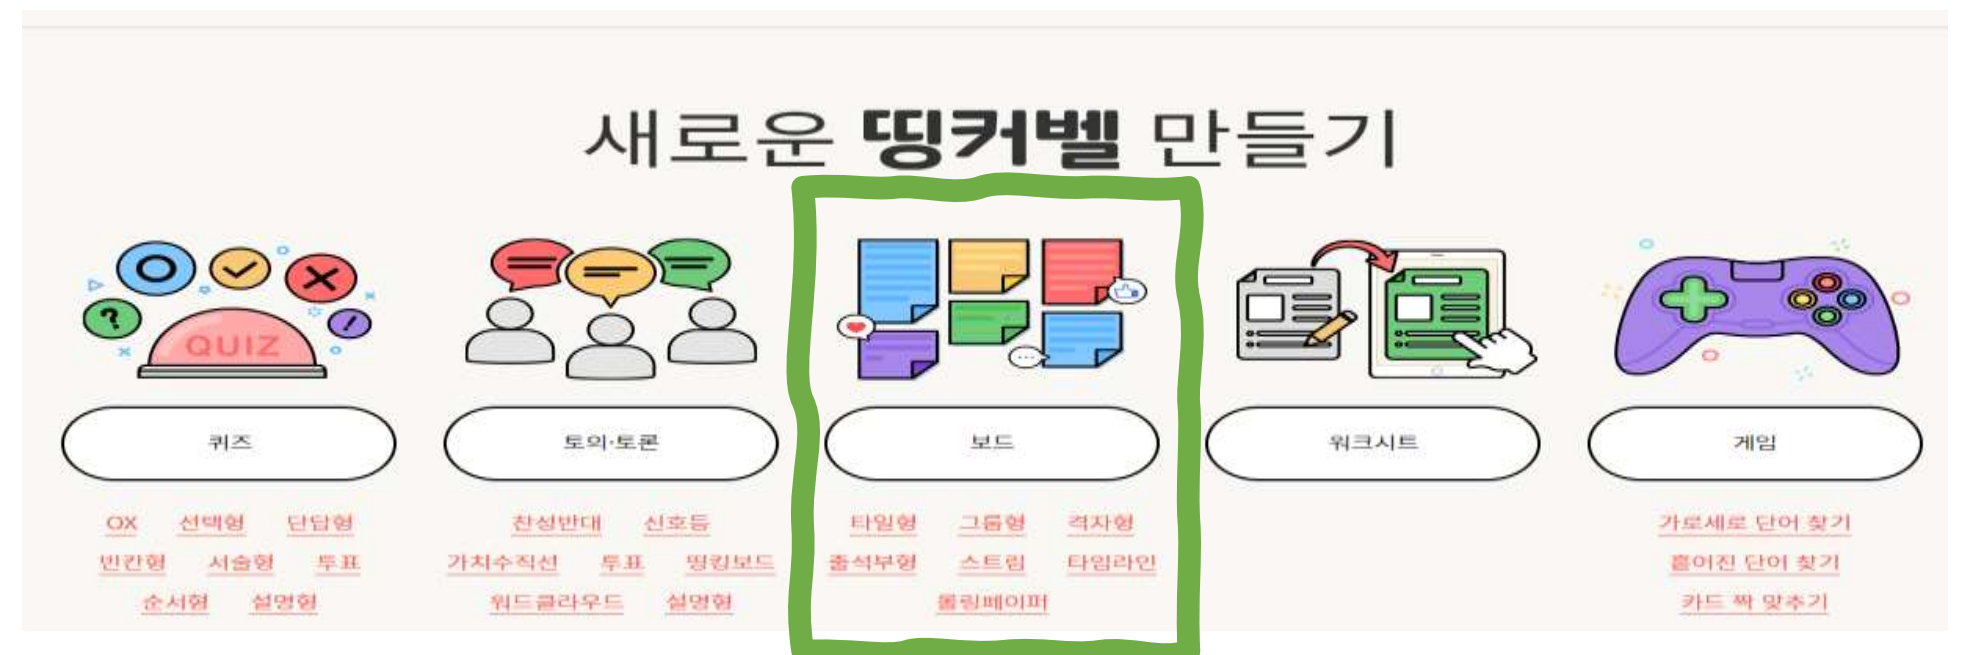 새로운 띵커벨 만들기
QUIZ
퀴즈
토의·토론
보드
워크시트
게임
OX 선택형 단답형
빈칸형 서술형 투표
순서형 설명형
찬성반대 신호등
가치수직선 투표 띵킹보드
워드클라우드 설명형
타일형 그룹형 격자형
출석부형 스트림 타임라인
롤링페이퍼
가로세로 단어 찾기
흩어진 단어 찾기
카드 짝 맞추기